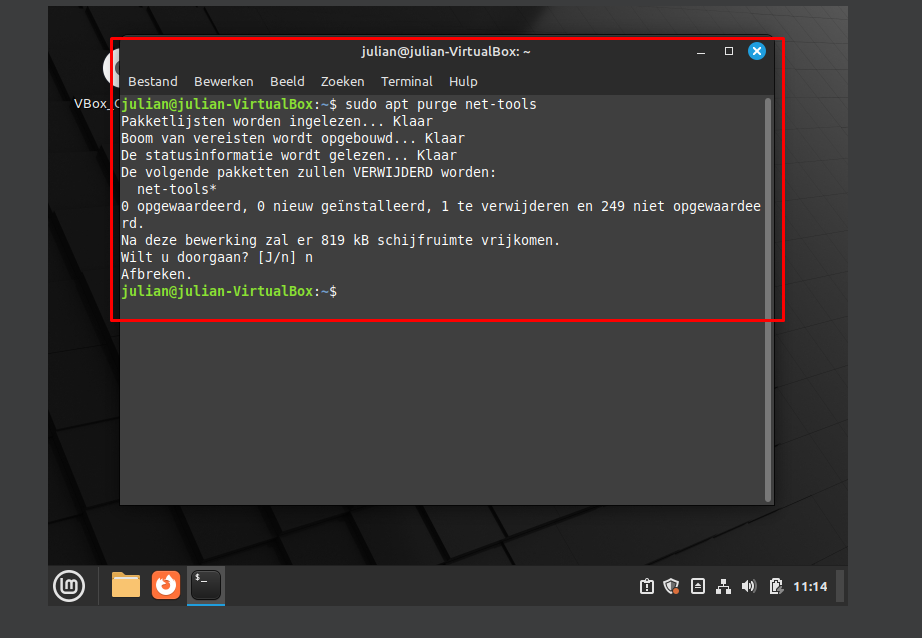 julian@julian-VirtualBox: ~
Bestand Bewerken Beeld Zoeken Terminal Hulp
julian@julian-VirtualBox:~$ sudo apt purge net-tools
Pakketlijsten worden ingelezen... Klaar
Boom van vereisten wordt opgebouwd... Klaar
De statusinformatie wordt gelezen... Klaar
De volgende pakketten zullen VERWIJDERD worden:
  net-tools*
0 opgewaardeerd, 0 nieuw geïnstalleerd, 1 te verwijderen en 249 niet opgewaardee
rd.
Na deze bewerking zal er 819 kB schijfruimte vrijkomen.
Wilt u doorgaan? [J/n] n
Afbreken.
julian@julian-VirtualBox:~$
$_
11:14